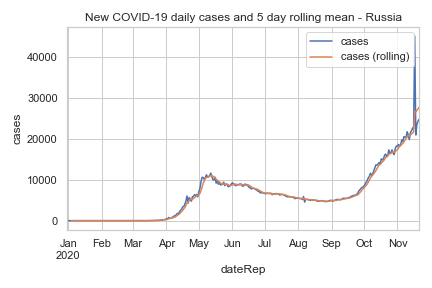 New COVID-19 daily cases and 5 day rolling mean - Russia
cases
cases (rolling)
40000
30000
20000
10000
0
cases
Jan Feb Mar Apr May Jun Jul Aug Sep Oct Nov
2020
dateRep